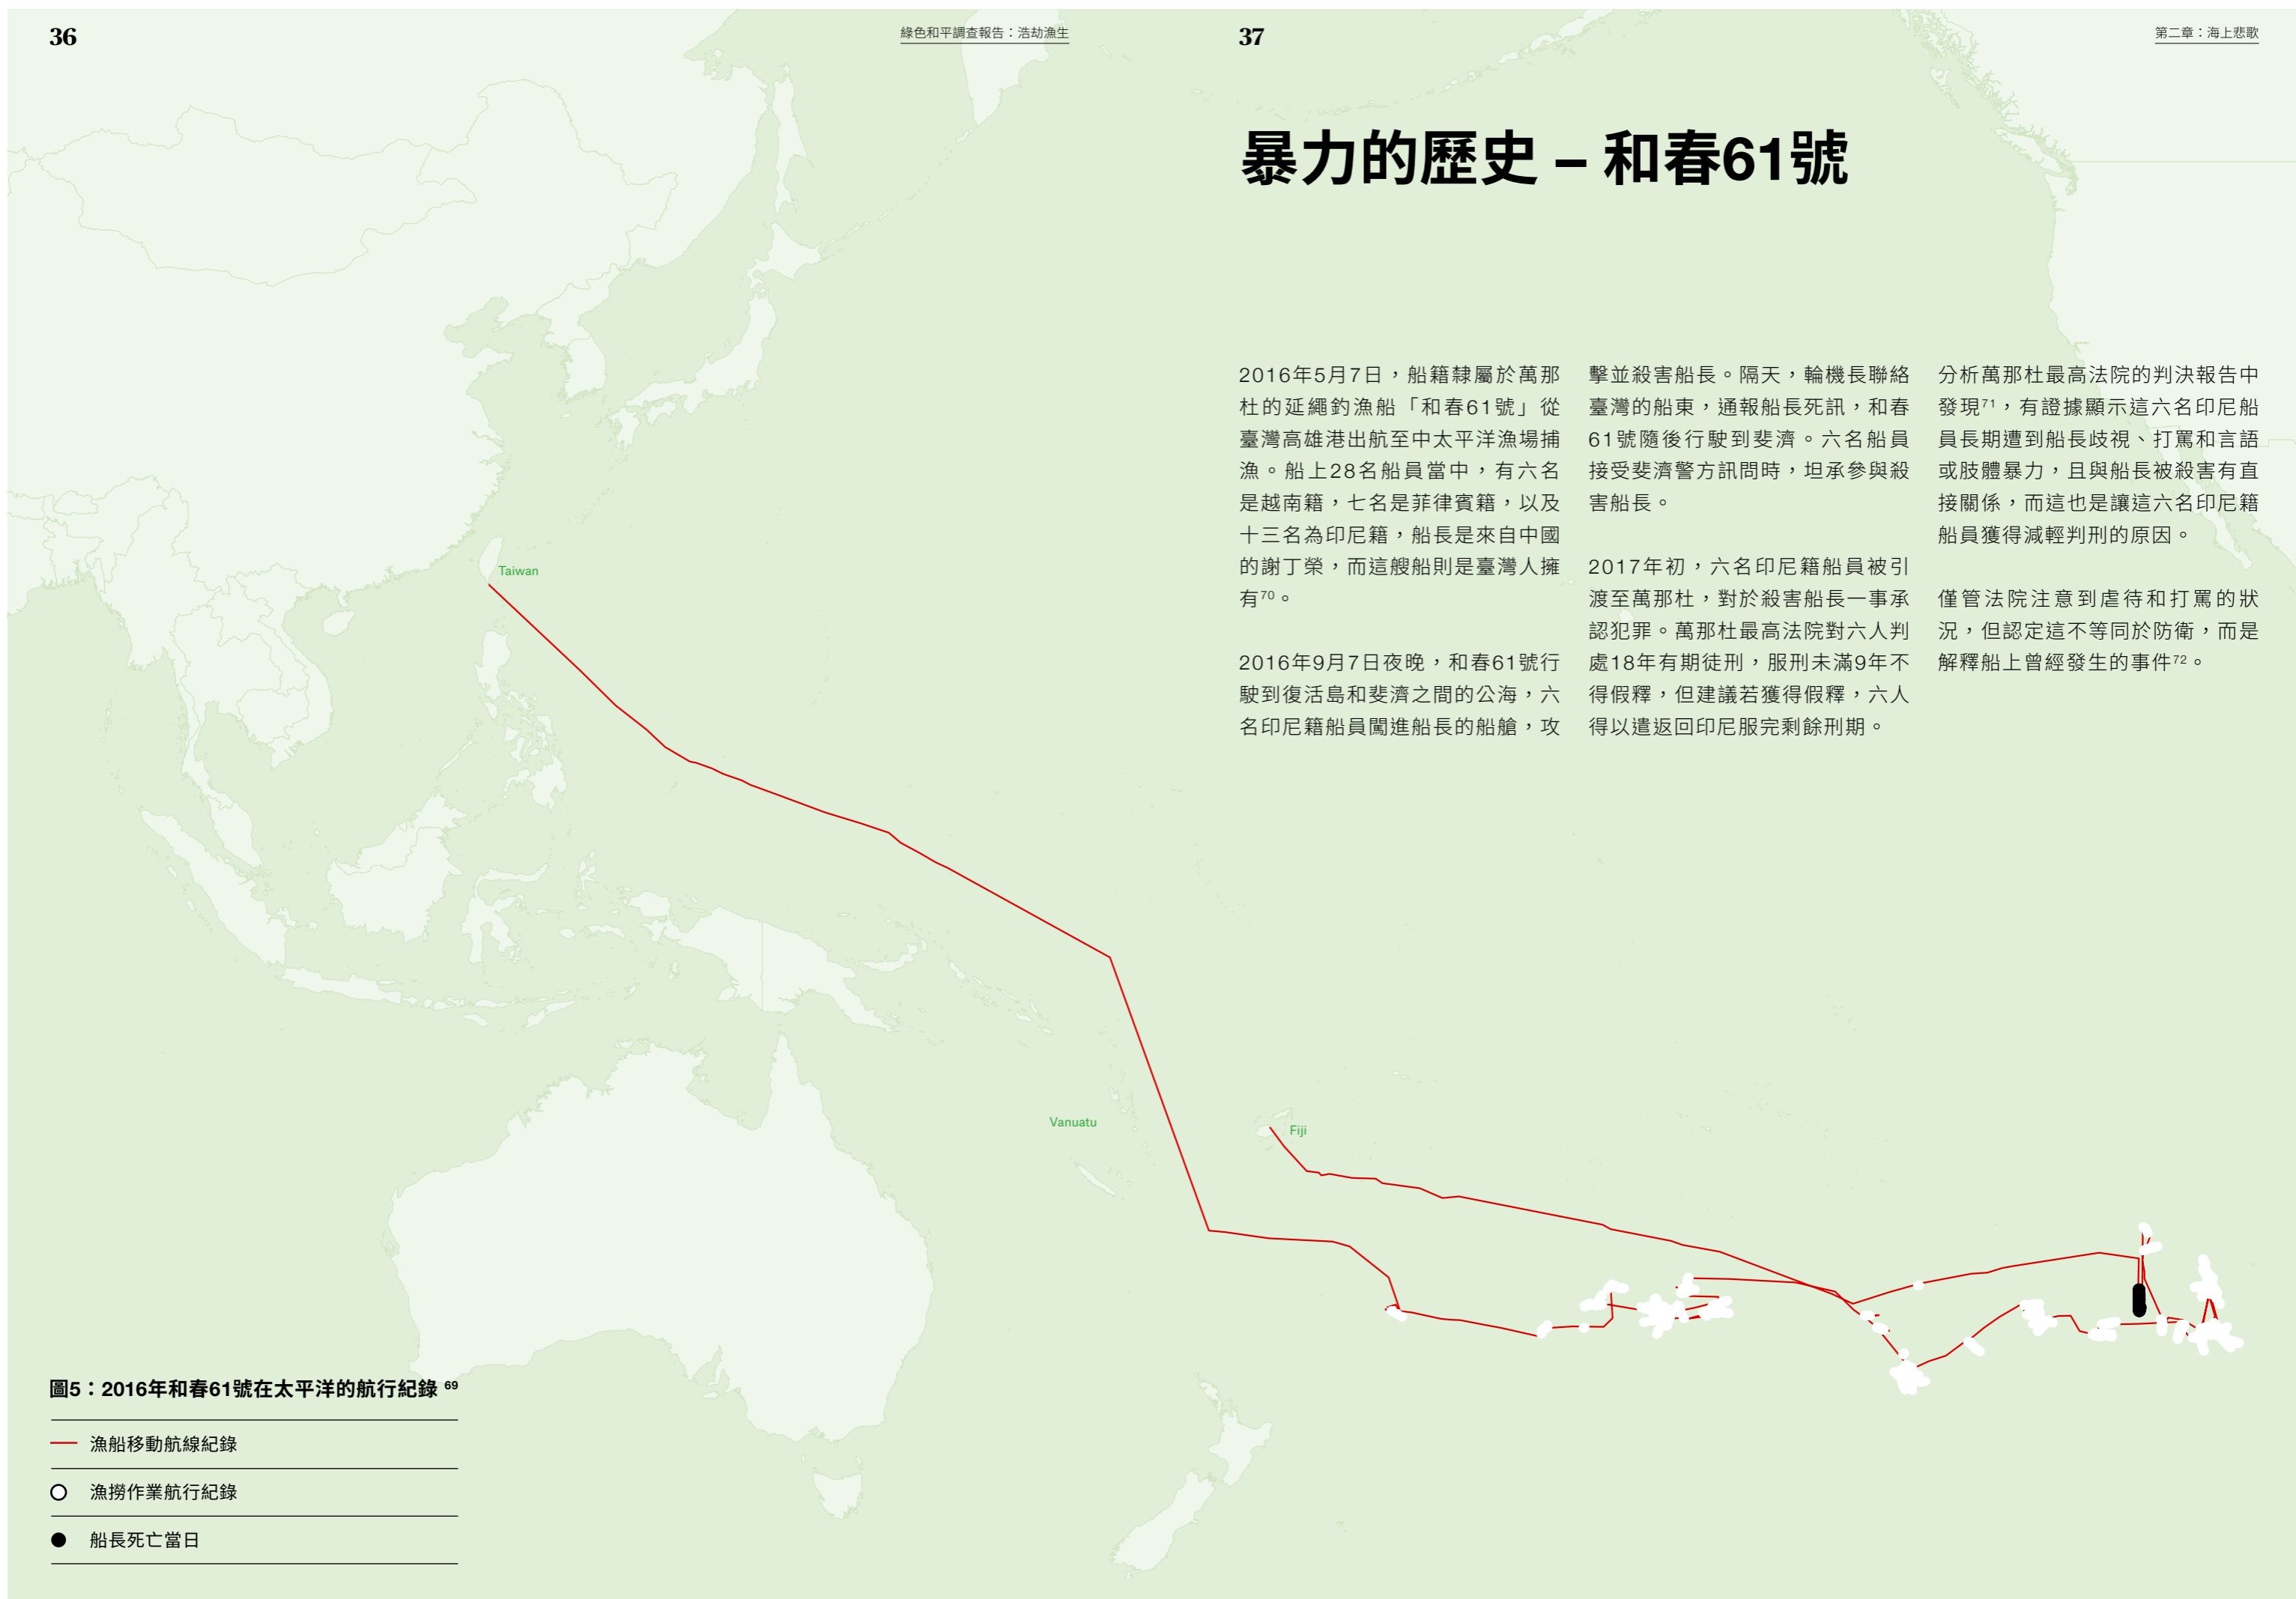 36
綠色和平調查報告：浩劫漁生
Taiwan
Vanuatu
圖5：2016年和春61號在太平洋的航行紀錄 69
漁船移動航線紀錄
漁撈作業航行紀錄
船長死亡當日
37
第二章：海上悲歌
暴力的歷史 – 和春61號
2016年5月7日，船籍隸屬於萬那
杜的延繩釣漁船「和春61號」從
臺灣高雄港出航至中太平洋漁場捕
漁。船上28名船員當中，有六名
是越南籍，七名是菲律賓籍，以及
十三名為印尼籍，船長是來自中國
的謝丁榮，而這艘船則是臺灣人擁
有70。
2016年9月7日夜晚，和春61號行
駛到復活島和斐濟之間的公海，六
名印尼籍船員闖進船長的船艙，攻
擊並殺害船長。隔天，輪機長聯絡
臺灣的船東，通報船長死訊，和春
61號隨後行駛到斐濟。六名船員
接受斐濟警方訊問時，坦承參與殺
害船長。
2017年初，六名印尼籍船員被引
渡至萬那杜，對於殺害船長一事承
認犯罪。萬那杜最高法院對六人判
處18年有期徒刑，服刑未滿9年不
得假釋，但建議若獲得假釋，六人
得以遣返回印尼服完剩餘刑期。
分析萬那杜最高法院的判決報告中
發現71，有證據顯示這六名印尼船
員長期遭到船長歧視、打罵和言語
或肢體暴力，且與船長被殺害有直
接關係，而這也是讓這六名印尼籍
船員獲得減輕判刑的原因。
僅管法院注意到虐待和打罵的狀
況，但認定這不等同於防衛，而是
解釋船上曾經發生的事件72。
Fiji